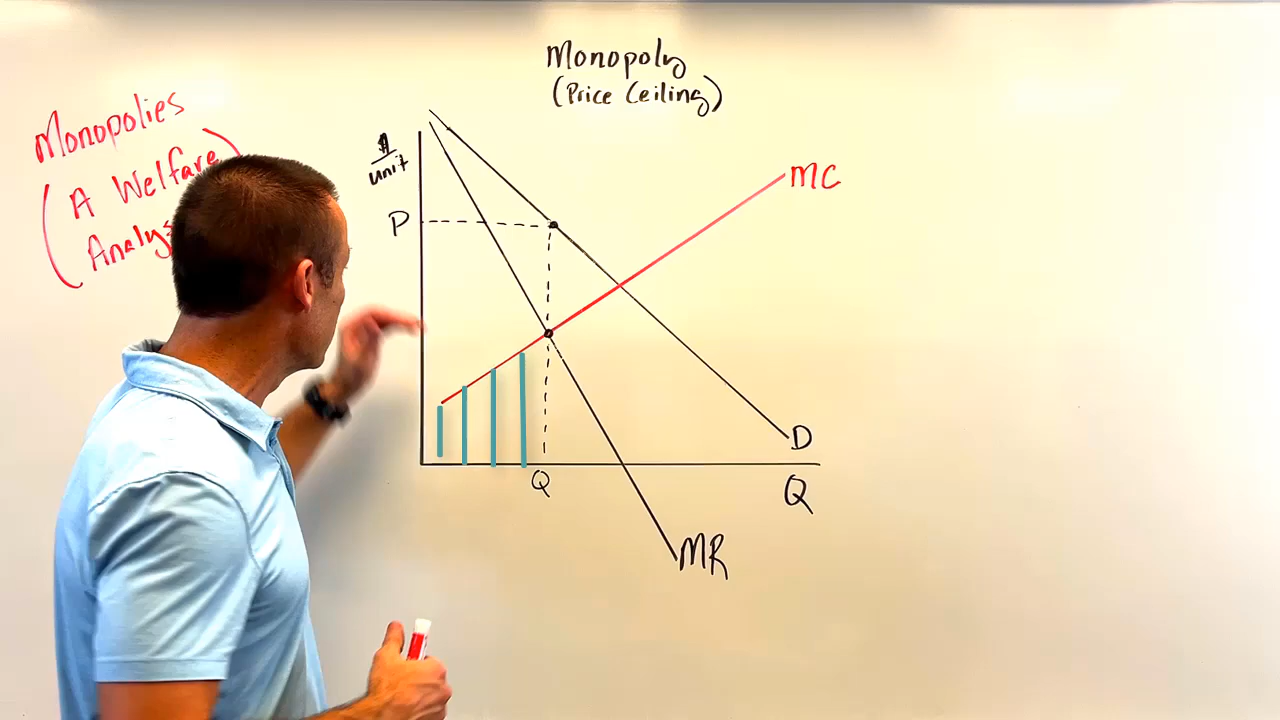 Monopoly
(Price Ceiling)
Monopolies
(A Welfare)
$/unit
MC
P
D
Q
Q
MR